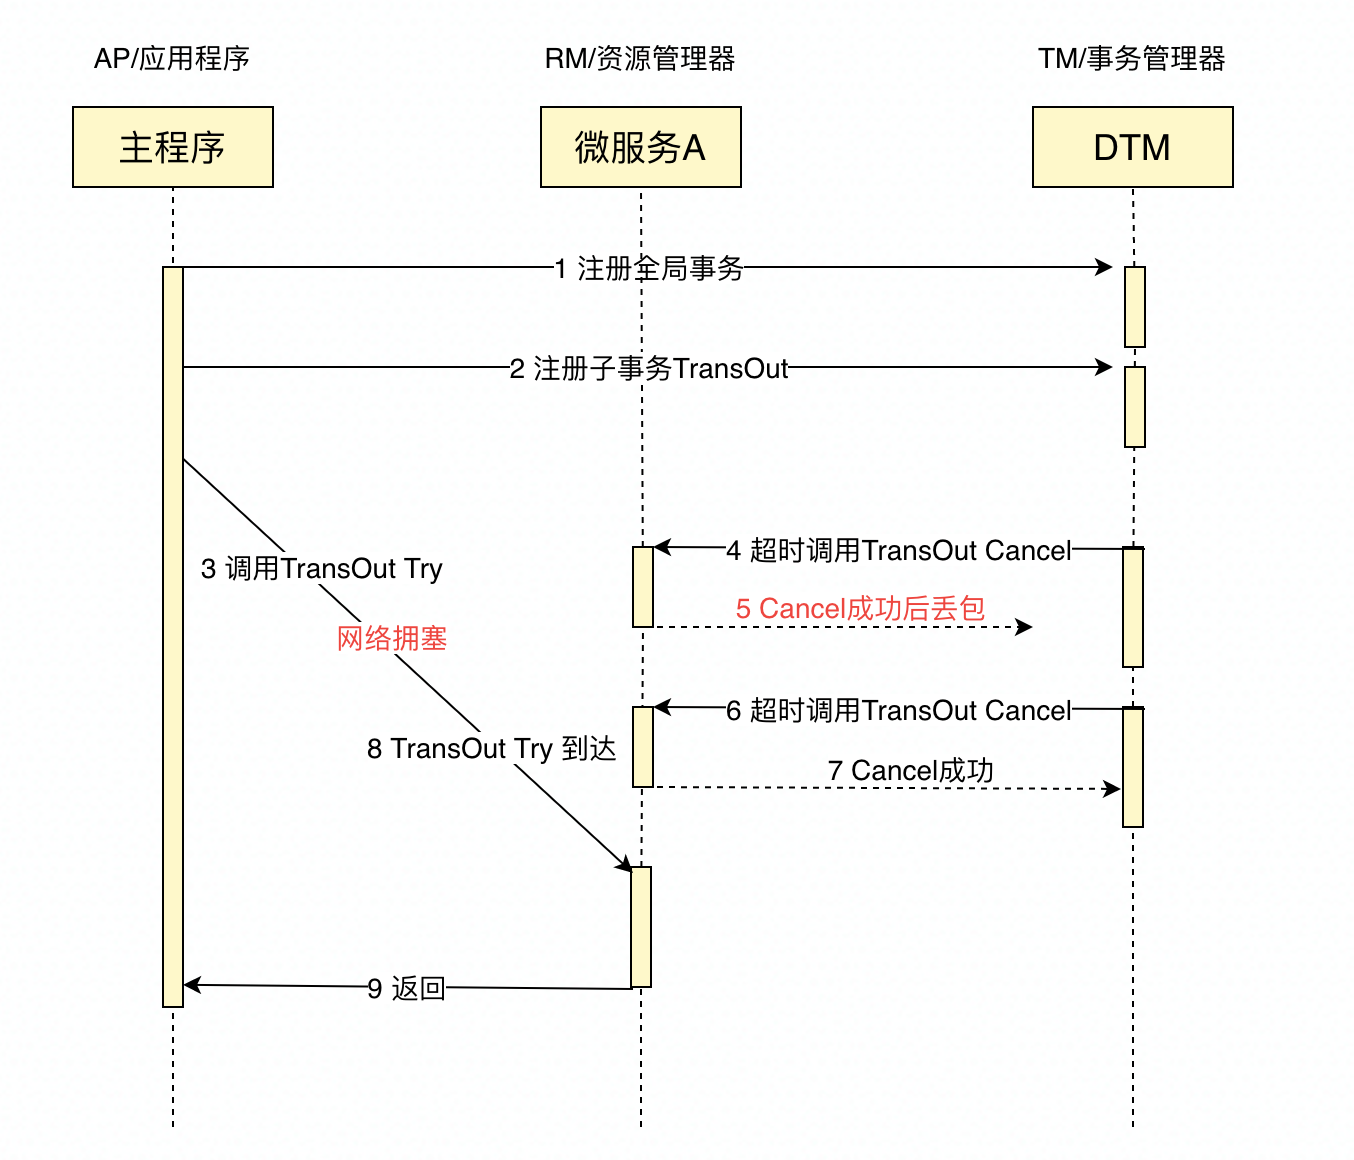 AP/应用程序
RM/资源管理器
TM/事务管理器
主程序
微服务A
DTM
1 注册全局事务
2 注册子事务TransOut
3 调用TransOut Try
4 超时调用TransOut Cancel
5 Cancel成功后丢包
网络拥塞
6 超时调用TransOut Cancel
8 TransOut Try 到达
7 Cancel成功
9 返回